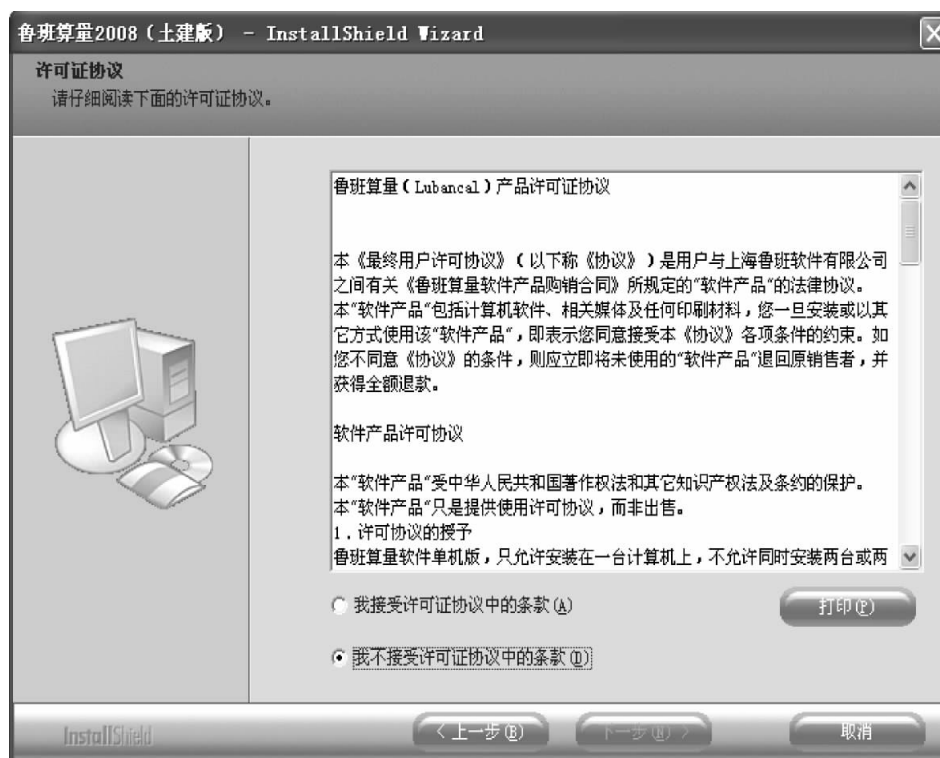 鲁班算量2008（土建版） - InstallShield Wizard
许可证协议
请仔细阅读下面的许可证协议。
鲁班算量(Lubancal)产品许可证协议
本《最终用户许可协议》(以下称《协议》)是用户与上海鲁班软件有限公司
之间有关《鲁班算量软件产品购销合同》所规定的"软件产品"的法律协议。
本"软件产品"包括计算机软件、相关媒体及任何印刷材料，您一旦安装或以其
它方式使用该"软件产品"，即表示您同意接受本《协议》各项条件的约束。如
您不同意《协议》的条件，则应立即将未使用的"软件产品"退回原销售者，并
获得全额退款。
软件产品许可协议
本"软件产品"受中华人民共和国著作权法和其它知识产权法及条约的保护。
本"软件产品"只是提供使用许可协议，而非出售。
1．许可协议的授予
鲁班算量软件单机版，只允许安装在一台计算机上，不允许同时安装两台或两
我接受许可证协议中的条款(A)
打印(P)
我不接受许可证协议中的条款(D)
InstallShield
< 上一步(B)
下一步(N) >
取消